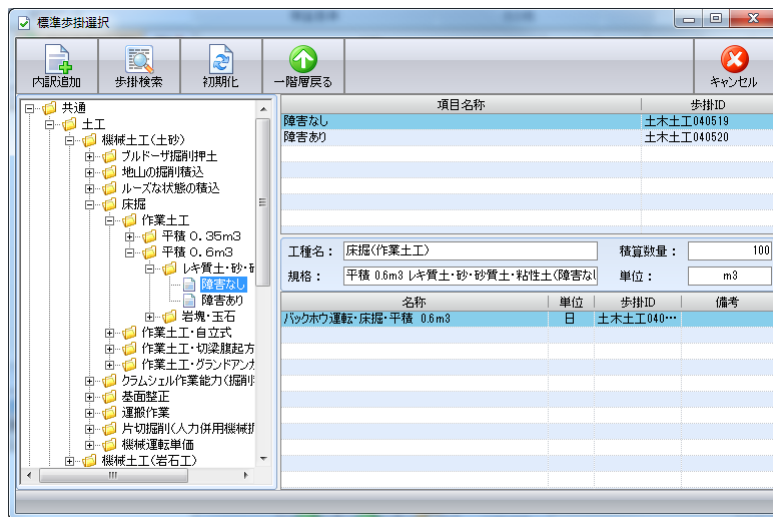 標準歩掛選択
内訳追加
歩掛検索
初期化
一階層戻る
キャンセル
共通
土工
機械土工(土砂)
ブルドーザ掘削押土
地山の掘削積込
ルーズな状態の積込
床掘
作業土工
平積 0.35m3
平積 0.6m3
レキ質土・砂・
障害なし
障害あり
岩塊・玉石
作業土工・自立式
作業土工・切梁腹起方
作業土工・グランドアンカ
クラムシェル作業能力(掘削
基面整正
運搬作業
片切掘削(人力併用機械掘
機械運転単価
機械土工(岩石工)
項目名称 歩掛ID
障害なし 土木土工040519
障害あり 土木土工040520
工種名： 床掘(作業土工) 積算数量： 100
規格： 平積 0.6m3 レキ質土・砂・砂質土・粘性土(障害なし 単位： m3
名称 単位 歩掛ID 備考
バックホウ運転・床掘・平積 0.6m3 日 土木土工040…